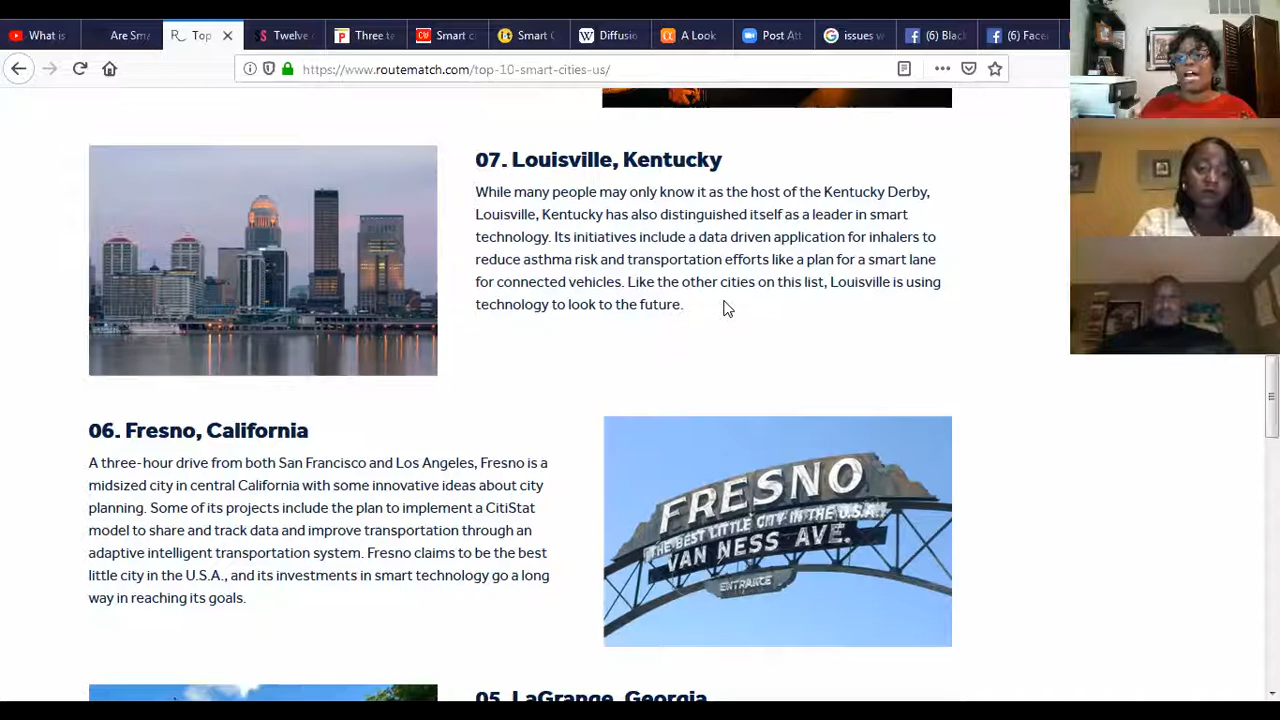 What is
Are Sma
Top
Twelve
Three te
Smart c
Smart C
Diffusio
A Look
Post Att
issues w
(6) Blac
(6) Face
https://www.routematch.com/top-10-smart-cities-us/
07. Louisville, Kentucky
While many people may only know it as the host of the Kentucky Derby,
Louisville, Kentucky has also distinguished itself as a leader in smart
technology. Its initiatives include a data driven application for inhalers to
reduce asthma risk and transportation efforts like a plan for a smart lane
for connected vehicles. Like the other cities on this list, Louisville is using
technology to look to the future.
06. Fresno, California
A three-hour drive from both San Francisco and Los Angeles, Fresno is a
midsized city in central California with some innovative ideas about city
planning. Some of its projects include the plan to implement a CitiStat
model to share and track data and improve transportation through an
adaptive intelligent transportation system. Fresno claims to be the best
little city in the U.S.A., and its investments in smart technology go a long
way in reaching its goals.
FRESNO
THE BEST LITTLE CITY IN THE U.S.A.
VAN NESS AVE.
ENTRANCE
05. LaGrange, Georgia